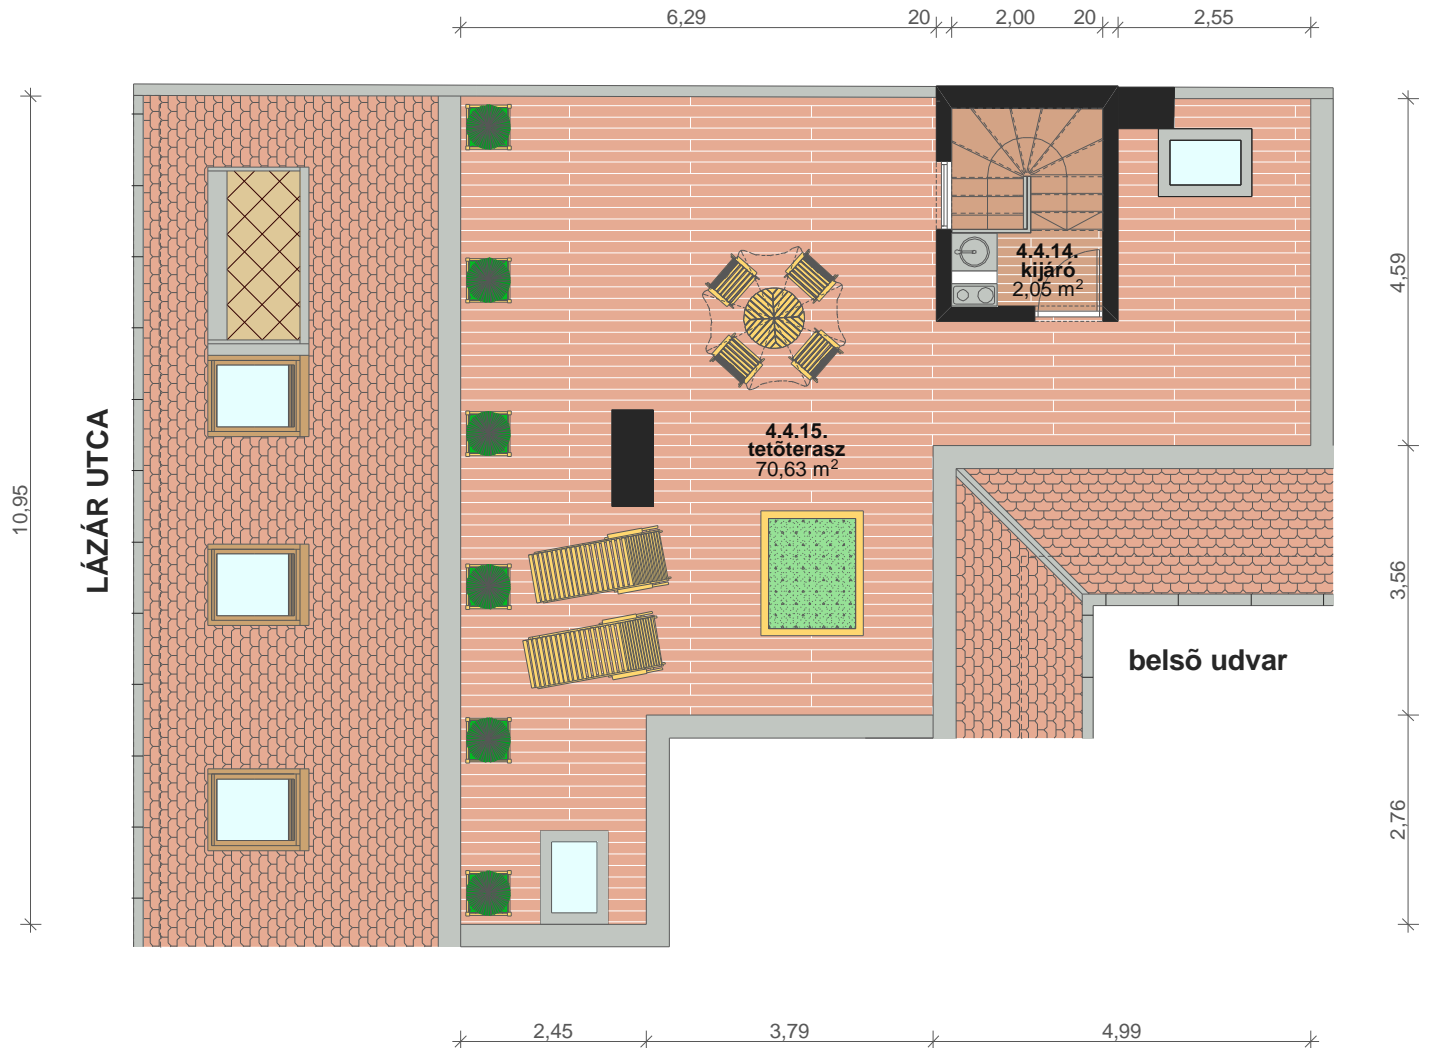 6,29
20
2,00
20
2,55
4.4.14.
kijáró
2,05 m²
4,59
LÁZÁR UTCA
4.4.15.
tetõterasz
70,63 m²
10,95
3,56
belsõ udvar
2,76
2,45
3,79
4,99